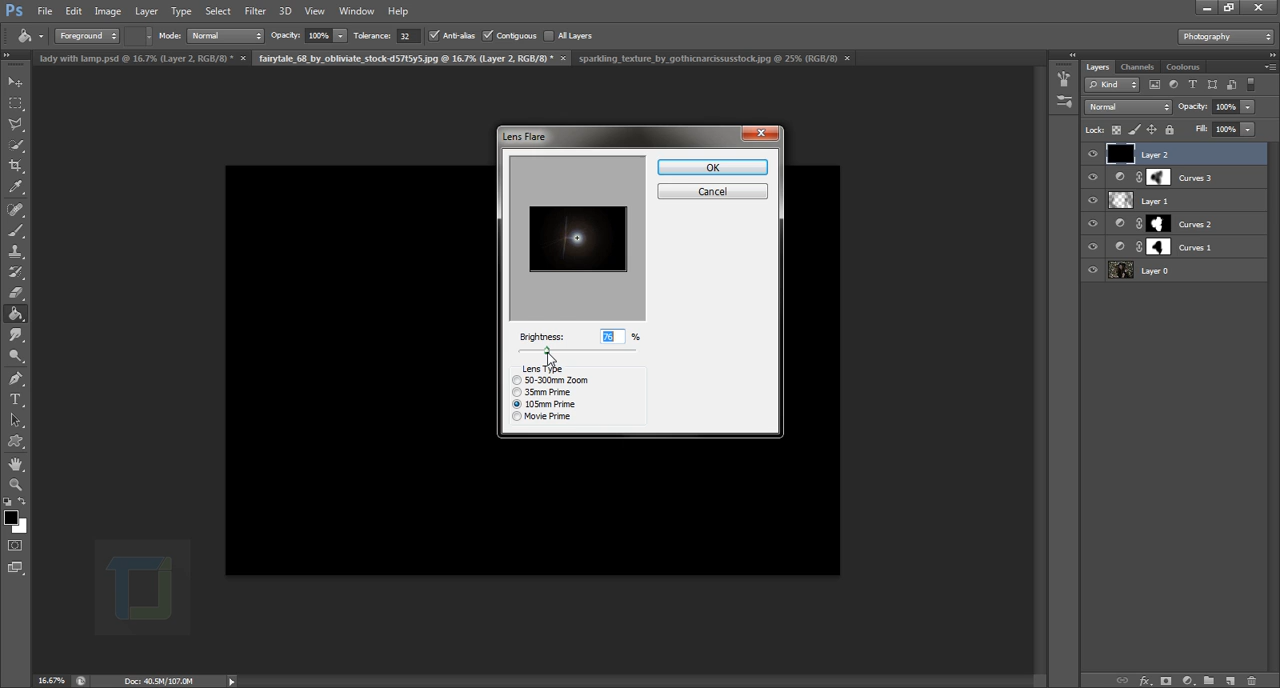 Ps File Edit Image Layer Type Select Filter 3D View Window Help
Foreground Mode: Normal Opacity: 100% Tolerance: 32 Anti-alias Contiguous All Layers Photography
lady with lamp.psd @ 16.7% (Layer 2, RGB/8) * × fairytale_68_by_obliviate_stock-d57t5y5.jpg @ 16.7% (Layer 2, RGB/8) * × sparkling_texture_by_gothicnarcissusstock.jpg @ 25% (RGB/8) ×
Layers Channels Coolorus
Kind
Normal Opacity: 100%
Lock: Fill: 100%
Layer 2
Curves 3
Layer 1
Curves 2
Curves 1
Layer 0
Lens Flare
OK
Cancel
Brightness: 76 %
Lens Type
50-300mm Zoom
35mm Prime
105mm Prime
Movie Prime
16.67% Doc: 40.5M/107.0M
fx